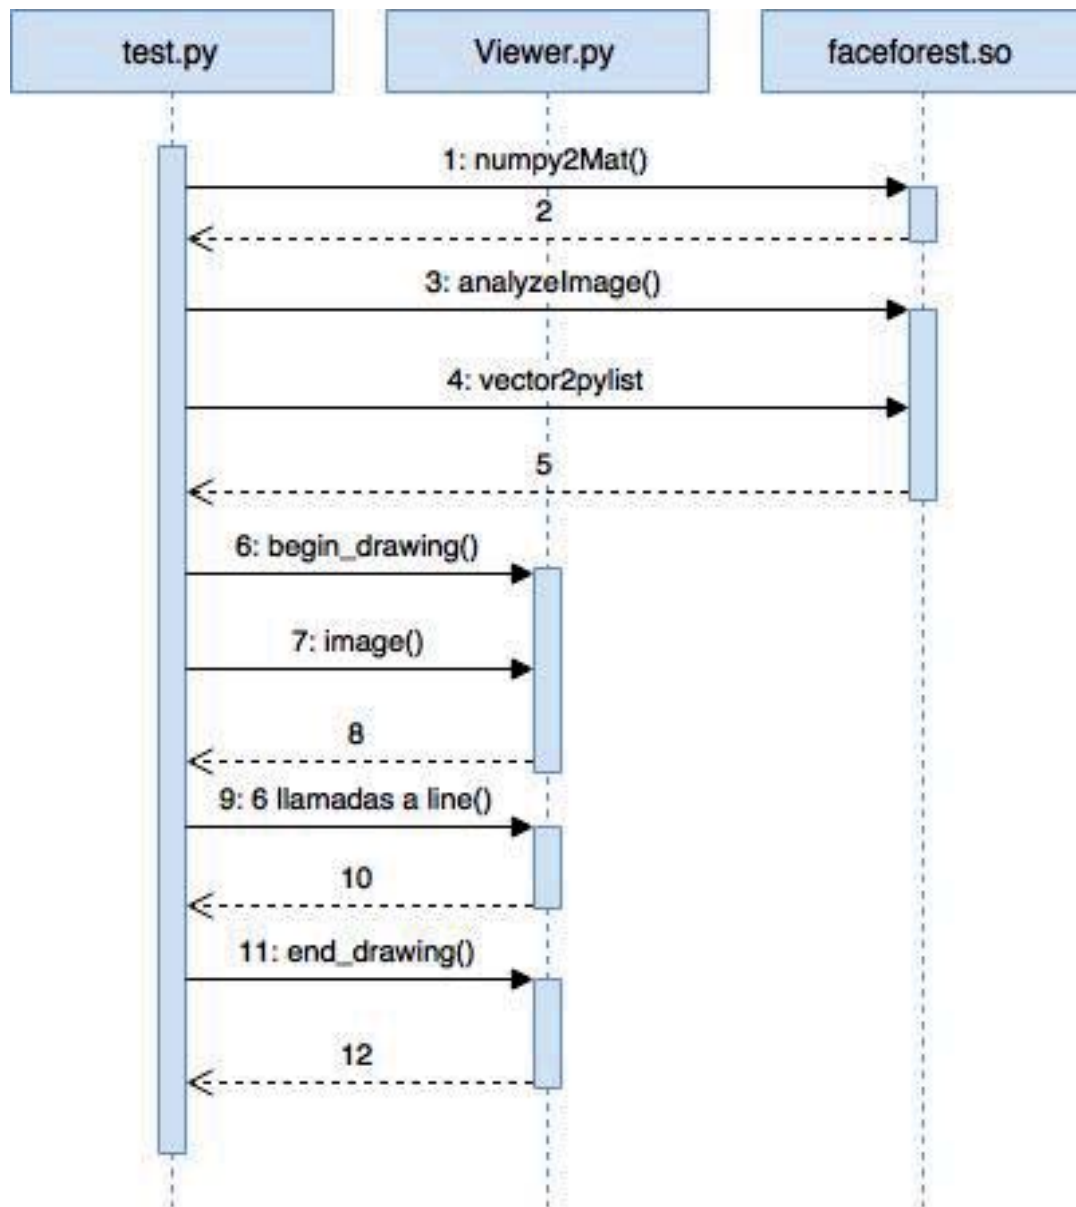 test.py
Viewer.py
faceforest.so
1: numpy2Mat()
2
3: analyzeImage()
4: vector2pylist
5
6: begin_drawing()
7: image()
8
9: 6 llamadas a line()
10
11: end_drawing()
12